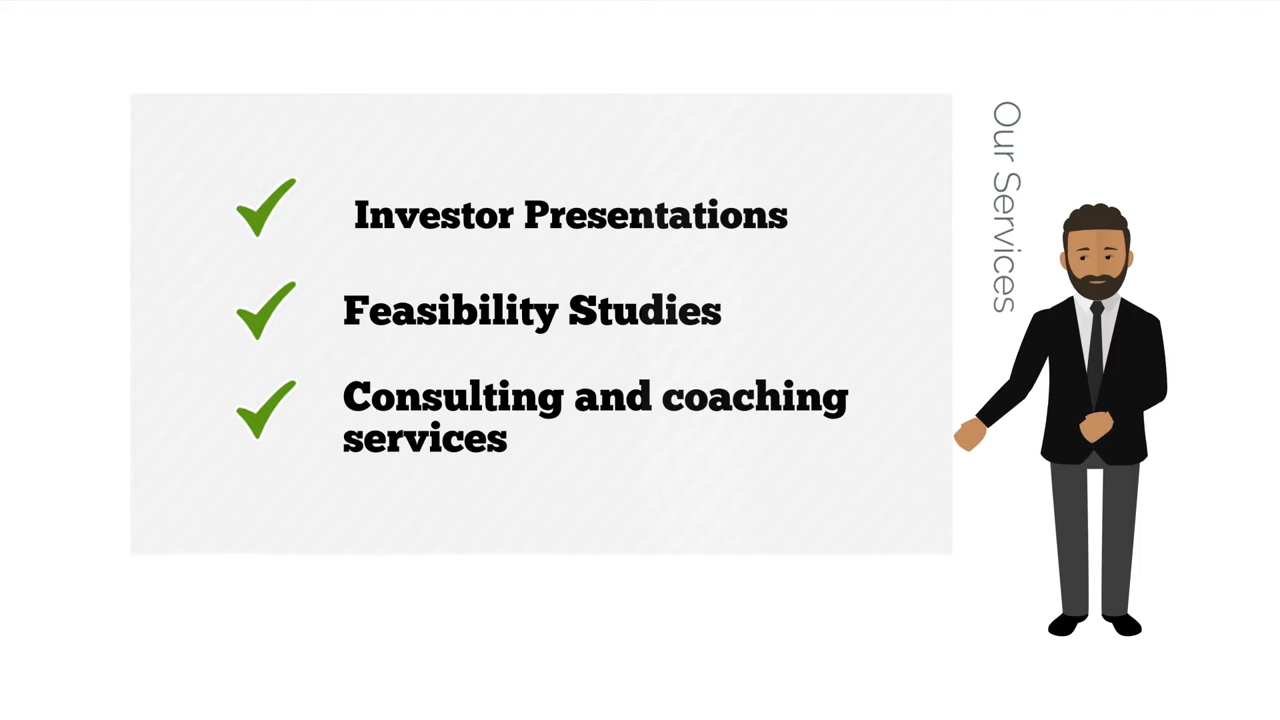 Our Services
Investor Presentations
Feasibility Studies
Consulting and coaching
services